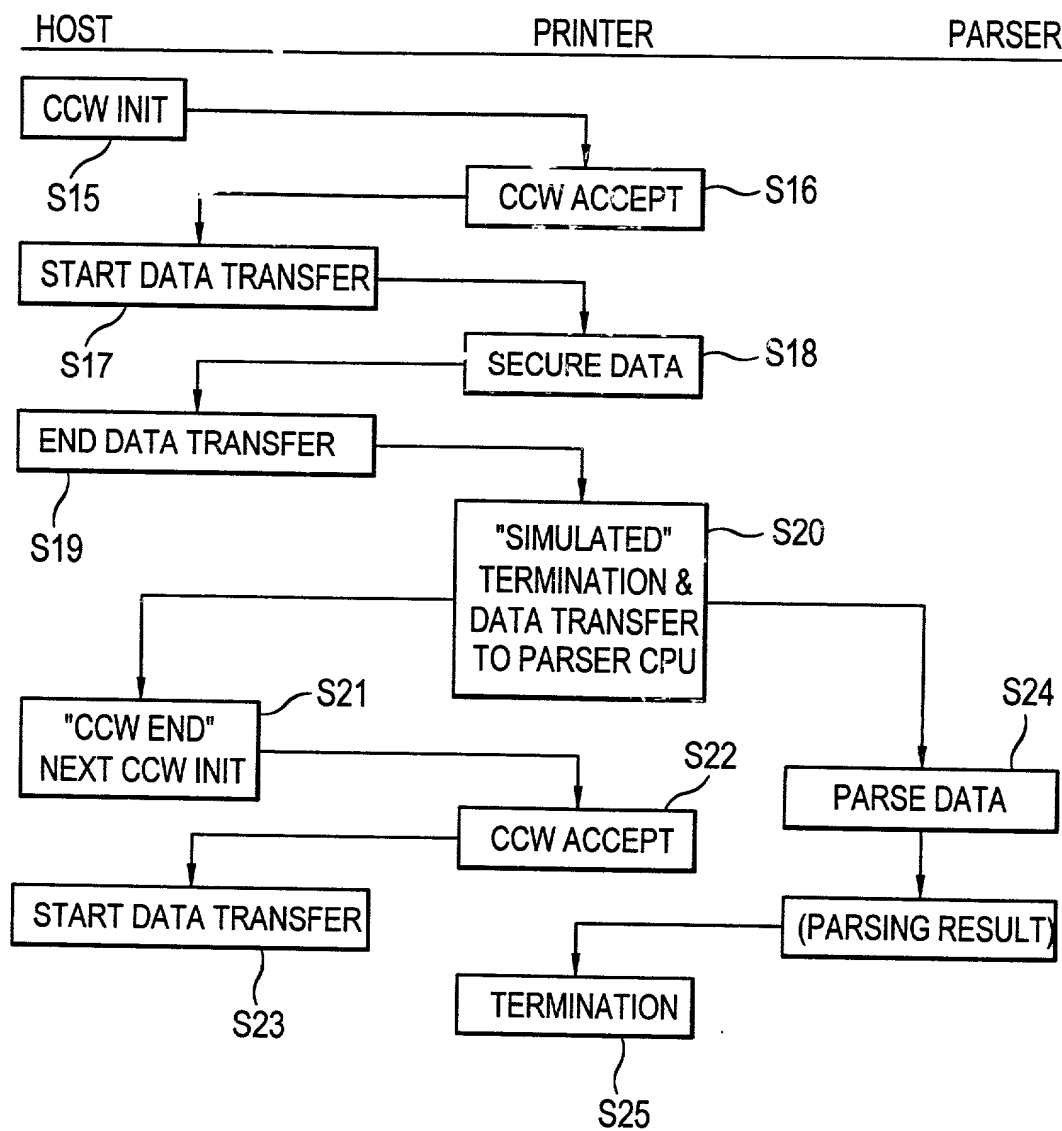 HOST PRINTER PARSER
CCW INIT
S15
CCW ACCEPT
S16
START DATA TRANSFER
S17
SECURE DATA
S18
END DATA TRANSFER
S19
"SIMULATED"
TERMINATION &
DATA TRANSFER
TO PARSER CPU
S20
"CCW END"
NEXT CCW INIT
S21
CCW ACCEPT
S22
PARSE DATA
S24
START DATA TRANSFER
S23
(PARSING RESULT)
TERMINATION
S25